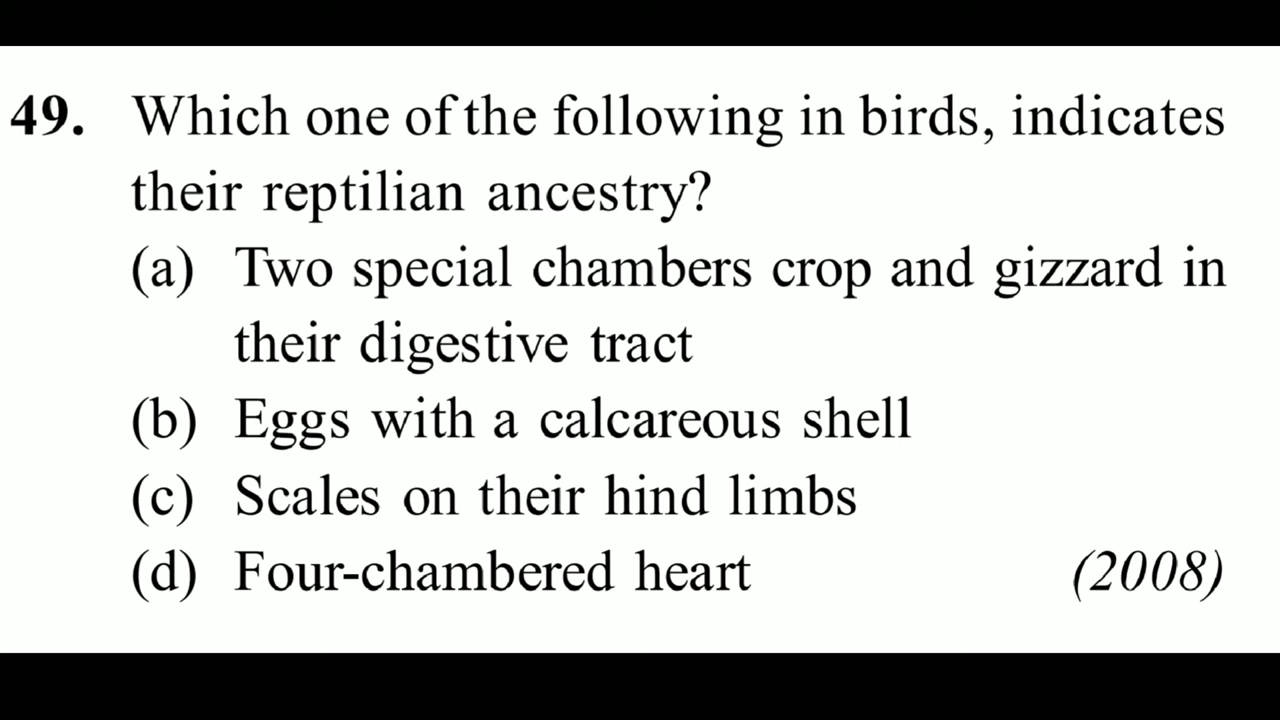 49. Which one of the following in birds, indicates
their reptilian ancestry?
(a) Two special chambers crop and gizzard in
their digestive tract
(b) Eggs with a calcareous shell
(c) Scales on their hind limbs
(d) Four-chambered heart (2008)